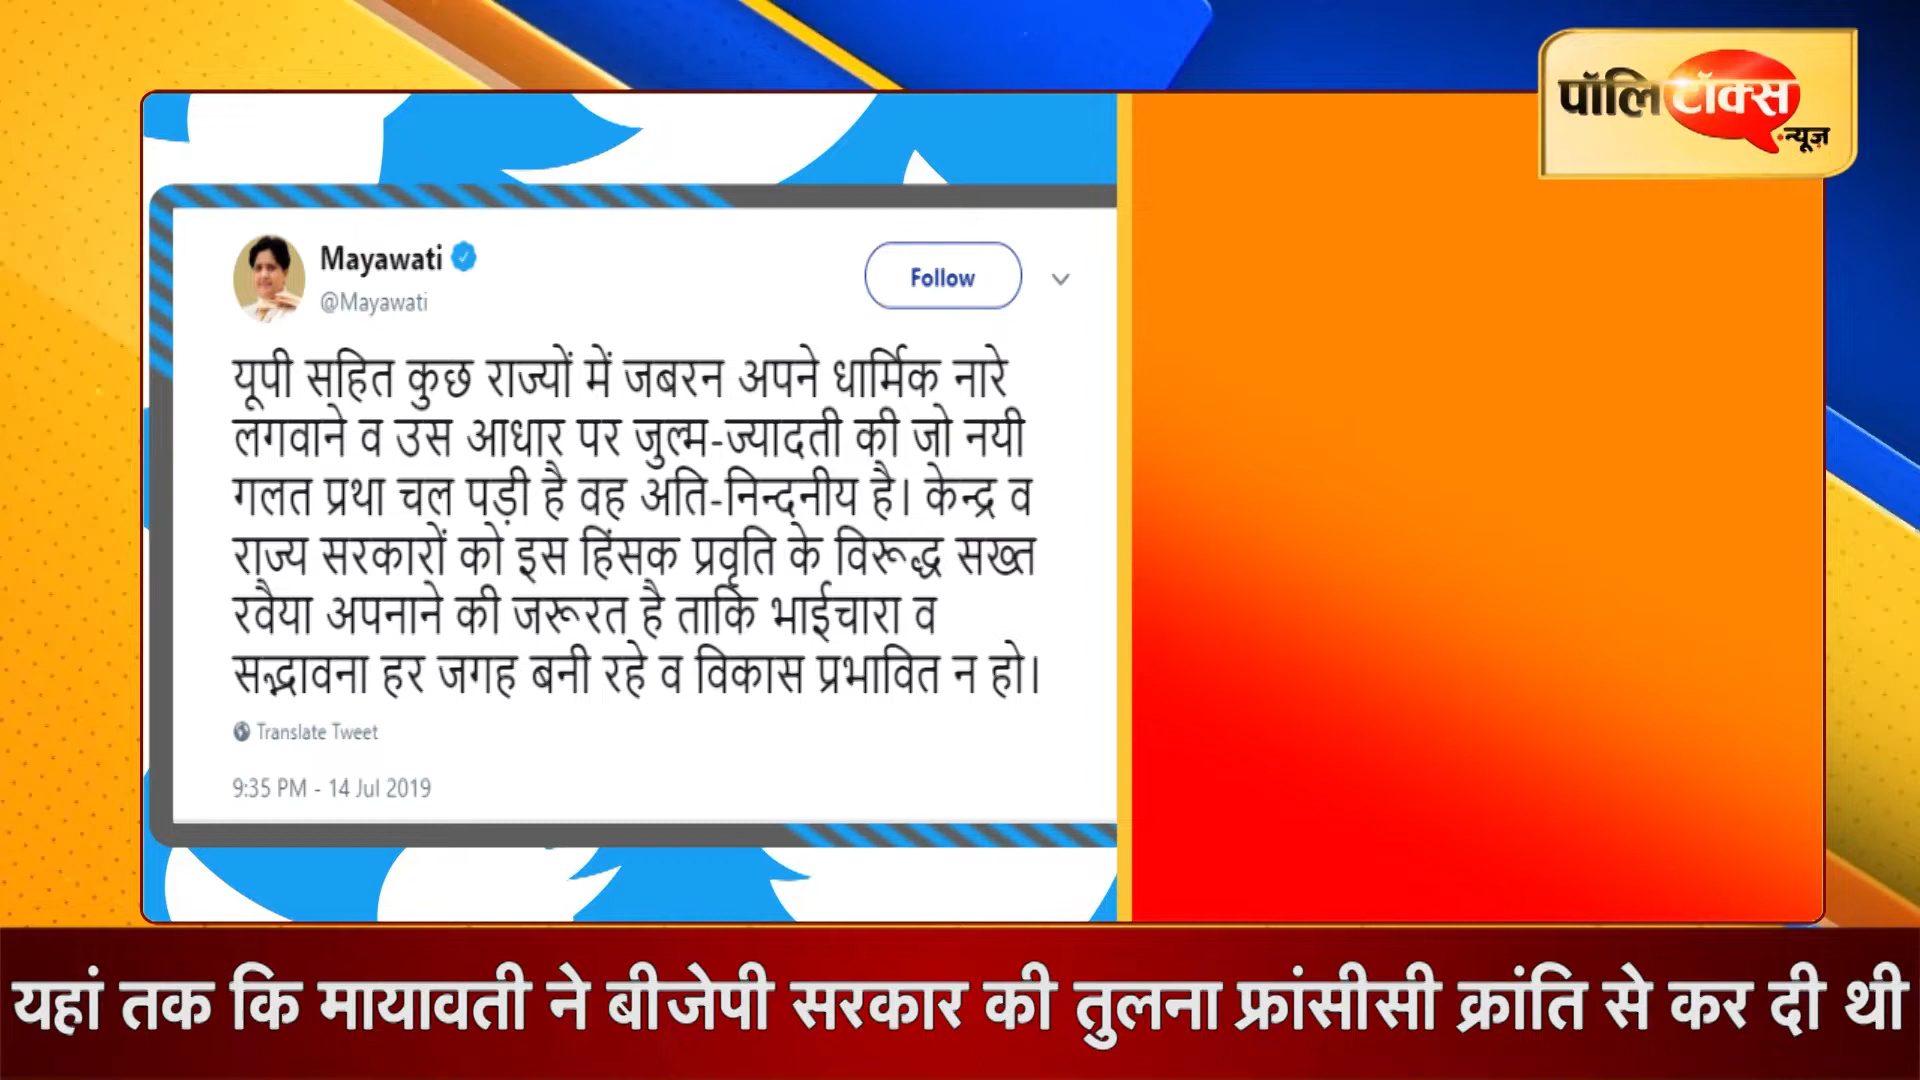 पॉलिटॉक्स
न्यूज़
Mayawati
@Mayawati
Follow
यूपी सहित कुछ राज्यों में जबरन अपने धार्मिक नारे
लगवाने व उस आधार पर जुल्म-ज्यादती की जो नयी
गलत प्रथा चल पड़ी है वह अति-निन्दनीय है। केन्द्र व
राज्य सरकारों को इस हिंसक प्रवृति के विरूद्ध सख्त
रवैया अपनाने की जरूरत है ताकि भाईचारा व
सद्भावना हर जगह बनी रहे व विकास प्रभावित न हो।
Translate Tweet
9:35 PM - 14 Jul 2019
यहां तक कि मायावती ने बीजेपी सरकार की तुलना फ्रांसीसी क्रांति से कर दी थी